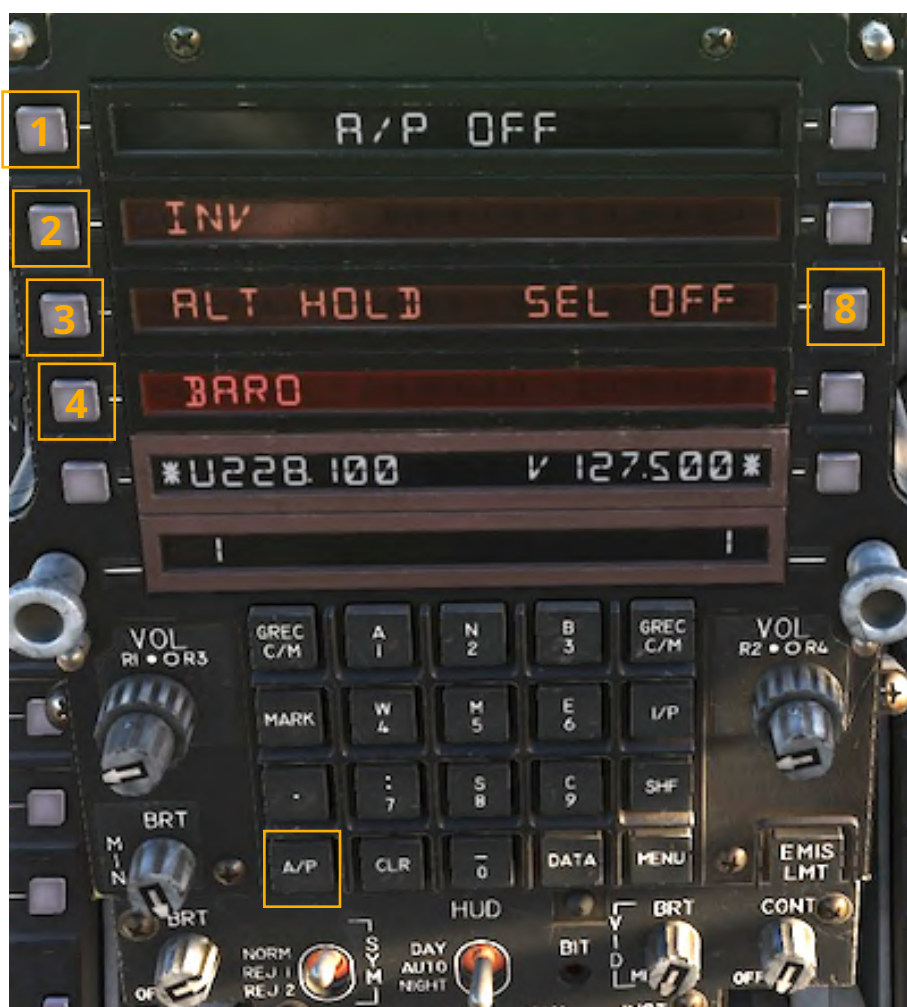 1
A/P OFF
2
INV
3
ALT HOLD SEL OFF
8
4
BARO
*U228.100 V 127.500*
VOL
R1 R3
GREC C/M
A 1
N 2
B 3
GREC C/M
VOL
R2 R4
MARK
W 4
M 5
E 6
I/P
.
: 7
S 8
C 9
SHF
BRT
MIN
A/P
CLR
– 0
DATA
MENU
EMIS LMT
HUD
BRT
NORM
REJ 1
REJ 2
SYM
DAY
AUTO
NIGHT
BIT
VID
BRT
CONT
OFF